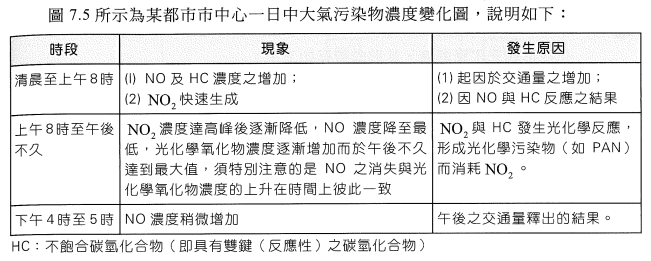 圖 7.5 所示為某都市市中心一日中大氣污染物濃度變化圖，說明如下：
時段 現象 發生原因
清晨至上午8時 (l) NO 及 HC 濃度之增加； (1) 起因於交通量之增加；
(2) NO₂ 快速生成 (2) 因 NO 與 HC 反應之結果
上午8時至午後 NO₂ 濃度達高峰後逐漸降低，NO 濃度降至最 NO₂ 與 HC 發生光化學反應，
不久 低，光化學氧化物濃度逐漸增加而於午後不久 形成光化學污染物（如 PAN）
達到最大值，須特別注意的是 NO 之消失與光 而消耗 NO₂。
化學氧化物濃度的上升在時間上彼此一致
下午4時至5時 NO 濃度稍微增加 午後之交通量釋出的結果。
HC：不飽合碳氫化合物（即具有雙鍵（反應性）之碳氫化合物）